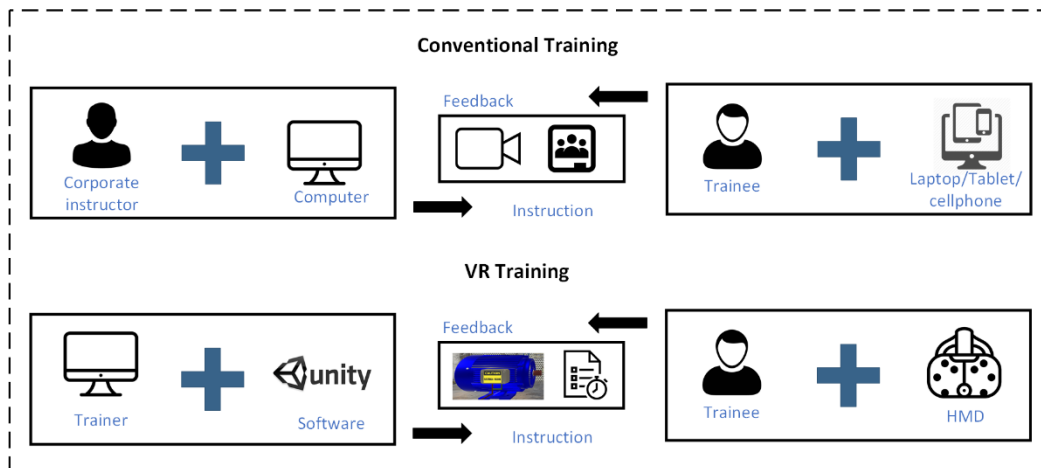 Conventional Training
Feedback
Corporate
instructor
Computer
Instruction
Trainee
Laptop/Tablet/
cellphone
VR Training
Feedback
unity
Trainer
Software
Instruction
Trainee
HMD